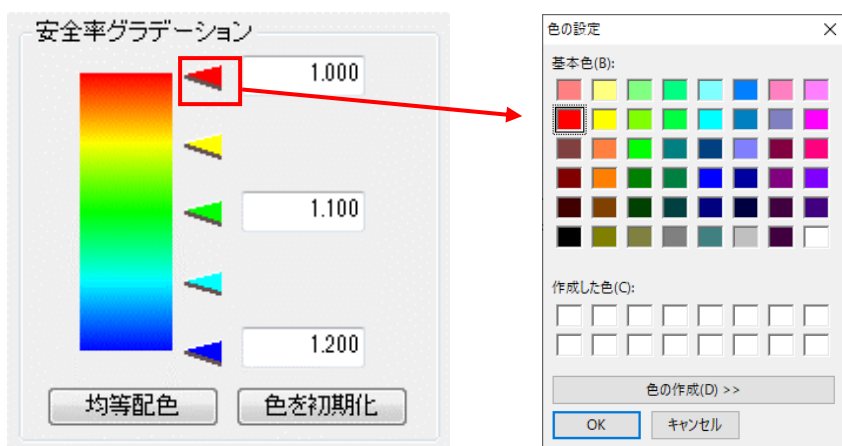 安全率グラデーション
1.000
1.100
1.200
均等配色
色を初期化
色の設定
基本色(B):
作成した色(C):
色の作成(D) >>
OK
キャンセル